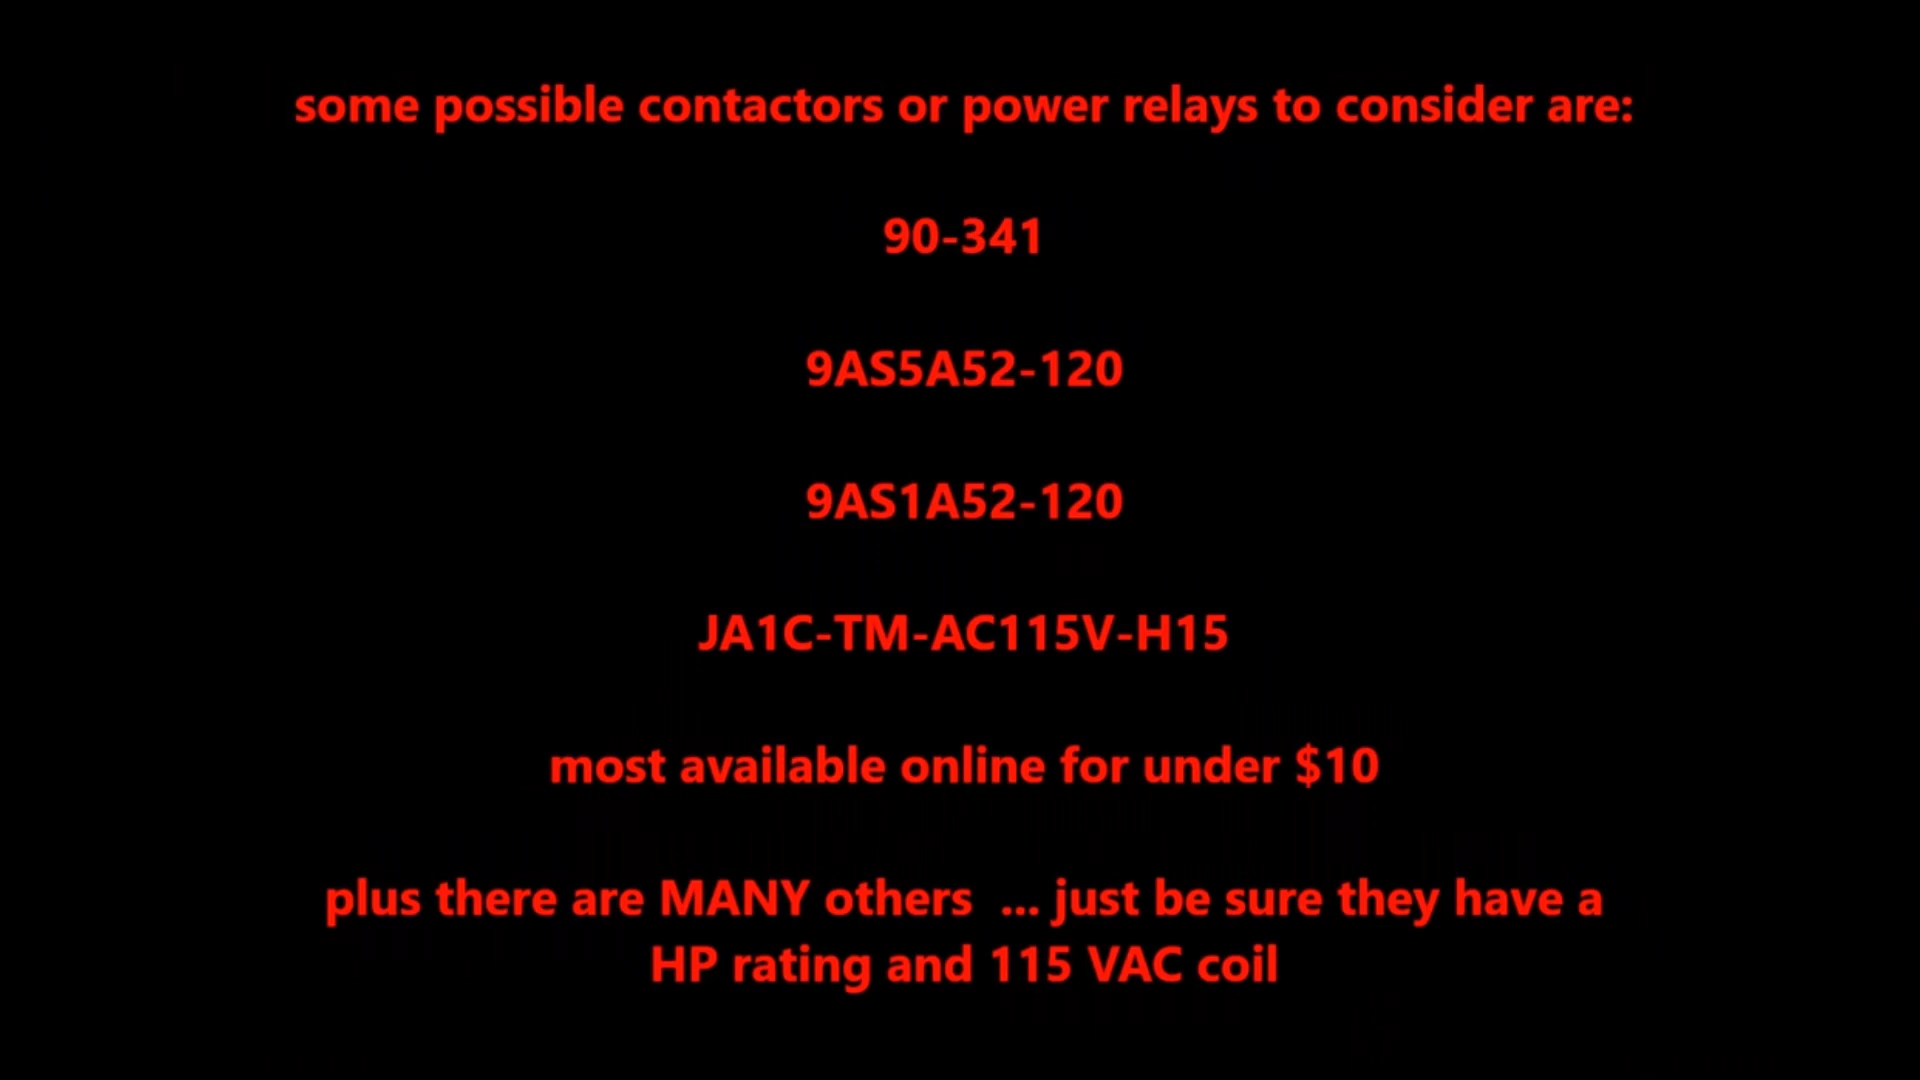 some possible contactors or power relays to consider are:
90-341
9AS5A52-120
9AS1A52-120
JA1C-TM-AC115V-H15
most available online for under $10
plus there are MANY others  ... just be sure they have a
HP rating and 115 VAC coil